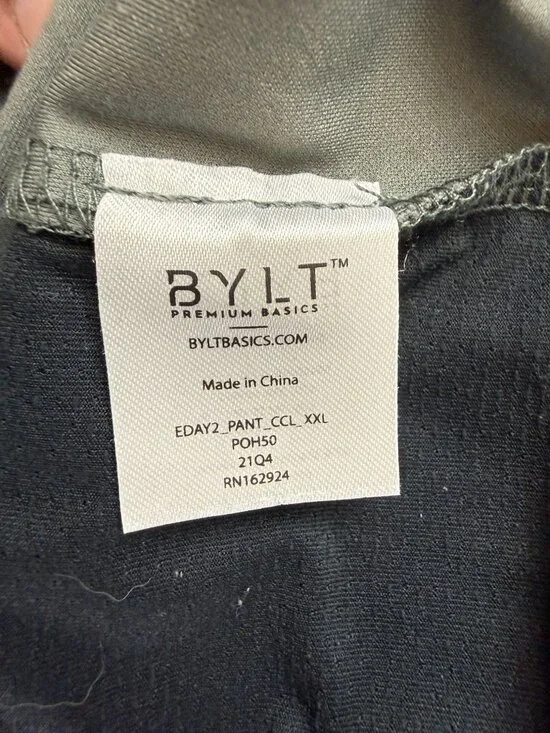 BYLT™
PREMIUM BASICS
BYLTBASICS.COM
Made in China
EDAY2_PANT_CCL_XXL
POH50
21Q4
RN162924